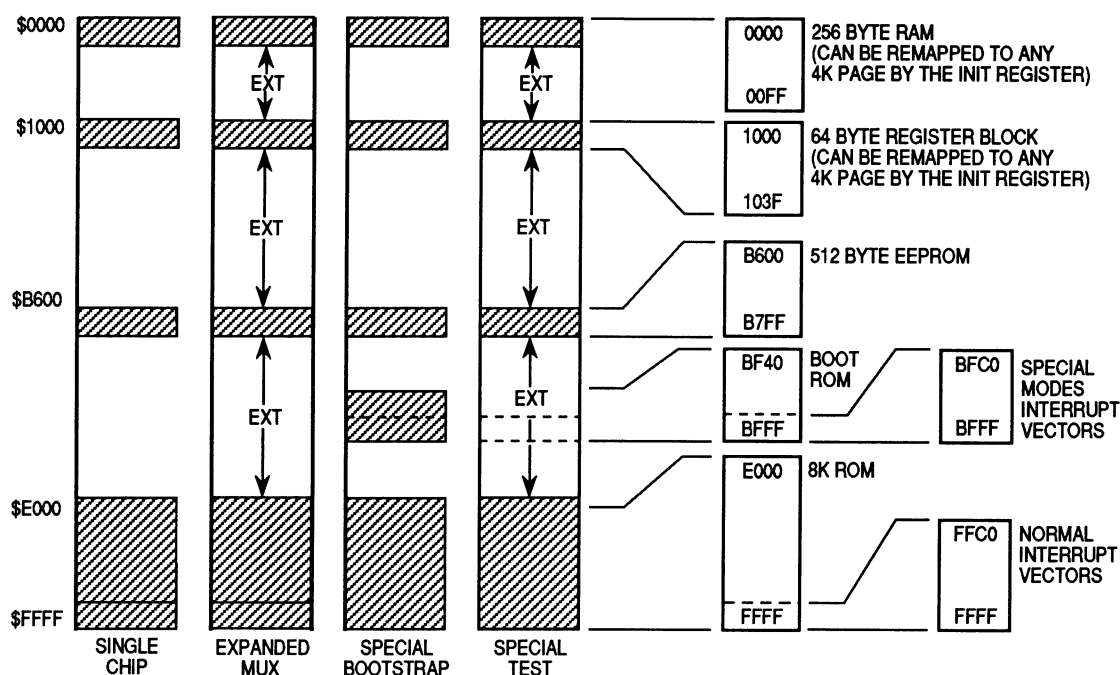 $0000
$1000
$B600
$E000
$FFFF
EXT
EXT
EXT
EXT
EXT
EXT
SINGLE
CHIP
EXPANDED
MUX
SPECIAL
BOOTSTRAP
SPECIAL
TEST
0000
00FF
256 BYTE RAM
(CAN BE REMAPPED TO ANY
4K PAGE BY THE INIT REGISTER)
1000
103F
64 BYTE REGISTER BLOCK
(CAN BE REMAPPED TO ANY
4K PAGE BY THE INIT REGISTER)
B600
B7FF
512 BYTE EEPROM
BF40
BFFF
BOOT
ROM
BFC0
BFFF
SPECIAL
MODES
INTERRUPT
VECTORS
E000
FFFF
8K ROM
FFC0
FFFF
NORMAL
INTERRUPT
VECTORS